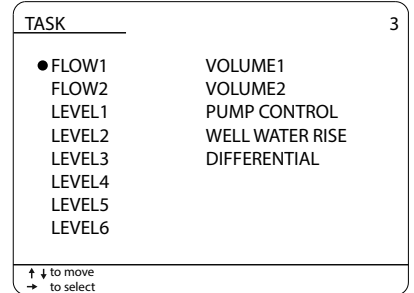 TASK 3
●FLOW1 VOLUME1
FLOW2 VOLUME2
LEVEL1 PUMP CONTROL
LEVEL2 WELL WATER RISE
LEVEL3 DIFFERENTIAL
LEVEL4
LEVEL5
LEVEL6
↑ ↓ to move
→ to select